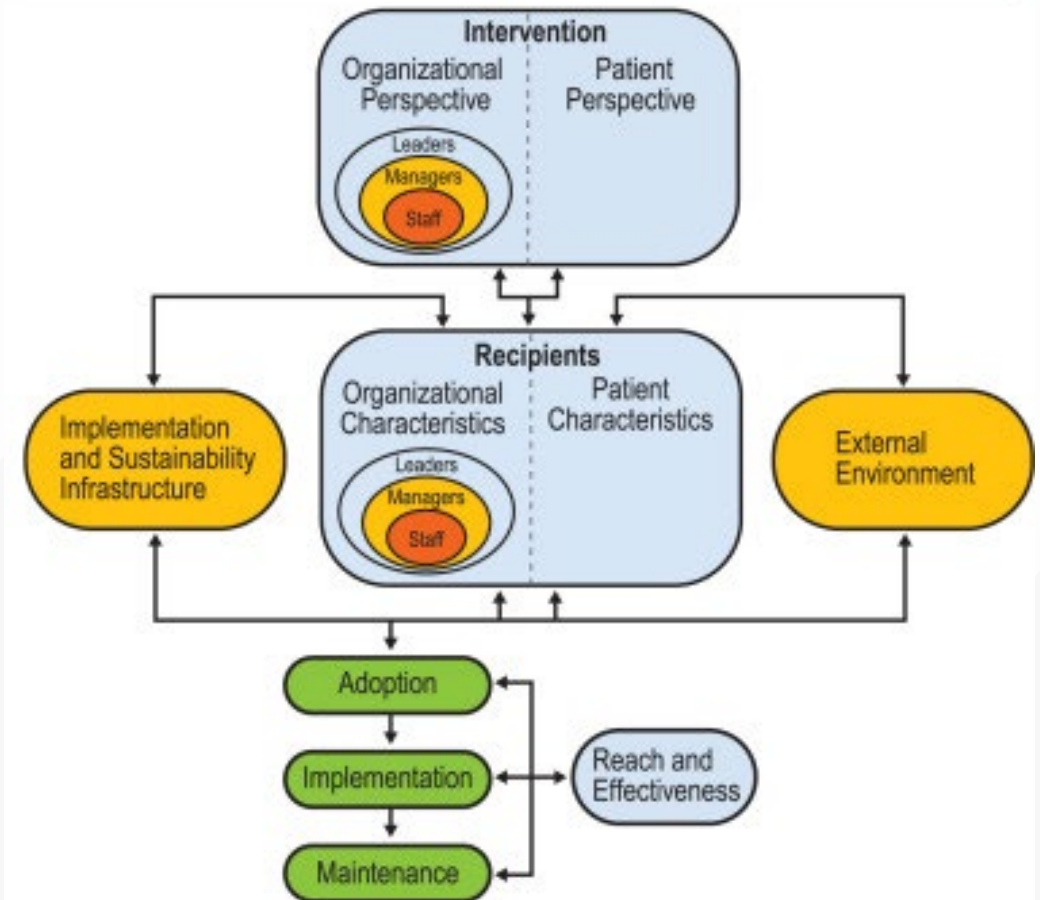 Intervention
Organizational
Perspective
Patient
Perspective
Leaders
Managers
Staff
Recipients
Organizational
Characteristics
Patient
Characteristics
Leaders
Managers
Staff
Implementation
and Sustainability
Infrastructure
External
Environment
Adoption
Implementation
Maintenance
Reach and
Effectiveness